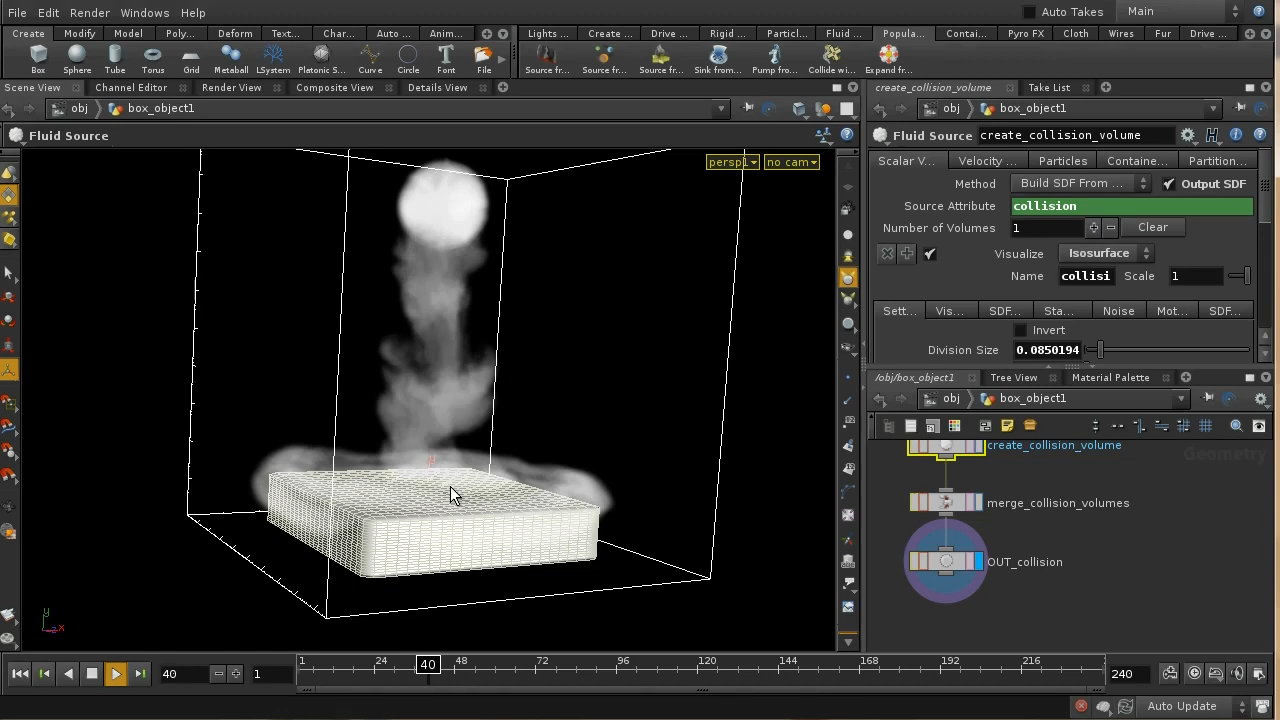 File Edit Render Windows Help Auto Takes Main
Create Modify Model Poly... Deform Text... Char... Auto ... Anim... Lights ... Create ... Drive ... Rigid ... Particl... Fluid ... Popula... Contai... Pyro FX Cloth Wires Fur Drive ...
Box Sphere Tube Torus Grid Metaball LSystem Platonic S... Curve Circle Font File Source fr... Source fr... Source fr... Sink from... Pump fro... Collide wi... Expand fr...
Scene View Channel Editor Render View Composite View Details View create_collision_volume Take List
obj box_object1 obj box_object1
Fluid Source Fluid Source create_collision_volume
persp1 no cam Scalar V... Velocity ... Particles Containe... Partition...
Method Build SDF From ... Output SDF
Source Attribute collision
Number of Volumes 1 Clear
Visualize Isosurface
Name collisi Scale 1
Sett... Vis... SDF... Sta... Noise Mot... SDF...
Invert
Division Size 0.0850194
/obj/box_object1 Tree View Material Palette
obj box_object1
create_collision_volume
Geometry
merge_collision_volumes
OUT_collision
y
x
40 1 1 24 40 48 72 96 120 144 168 192 216 240
Auto Update